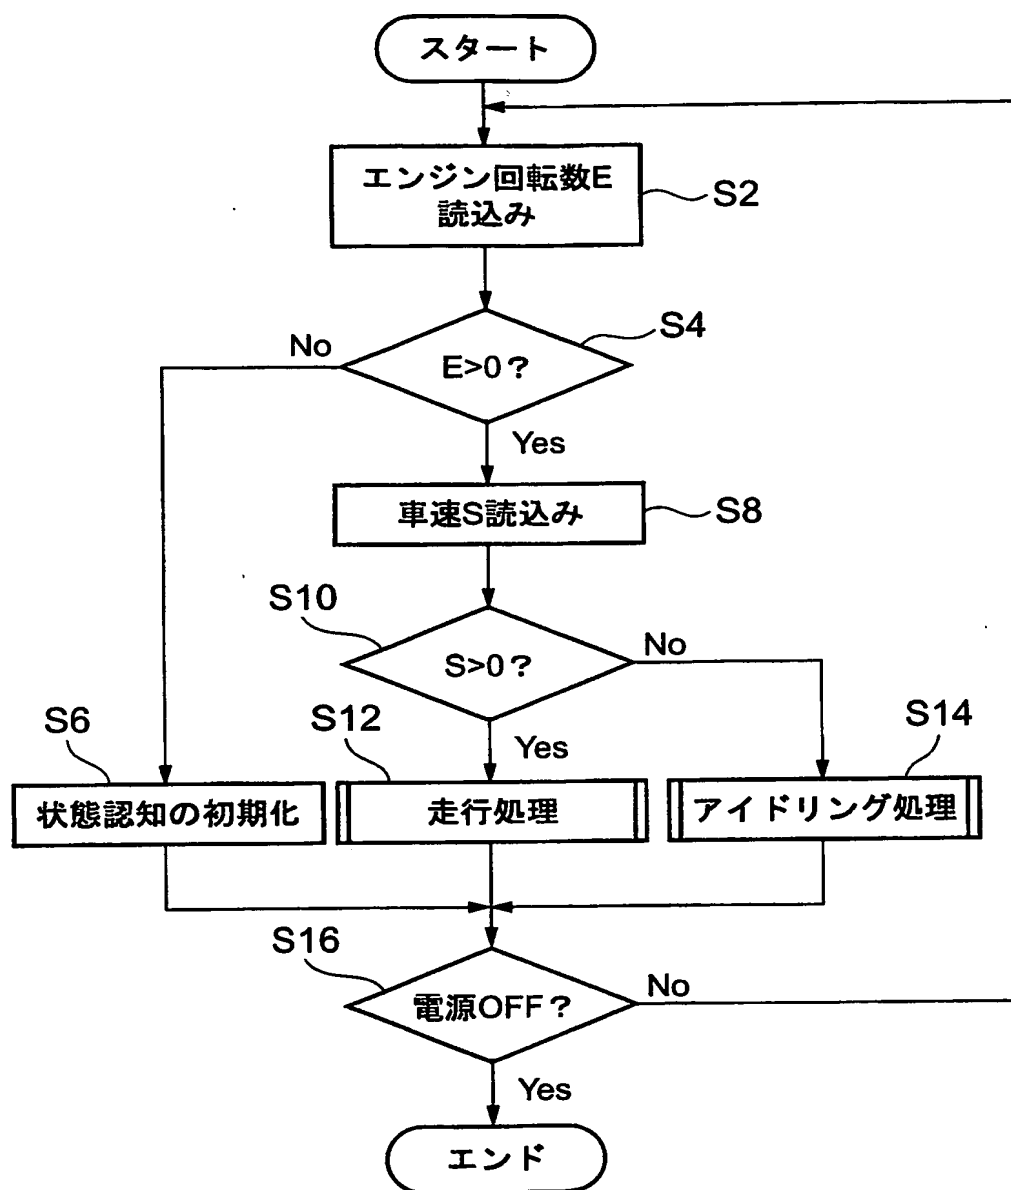 スタート
エンジン回転数E
読込み
S2
S4
No
E>0?
Yes
車速S読込み
S8
S10
No
S>0?
S6
S12
Yes
S14
状態認知の初期化
走行処理
アイドリング処理
S16
No
電源OFF?
Yes
エンド